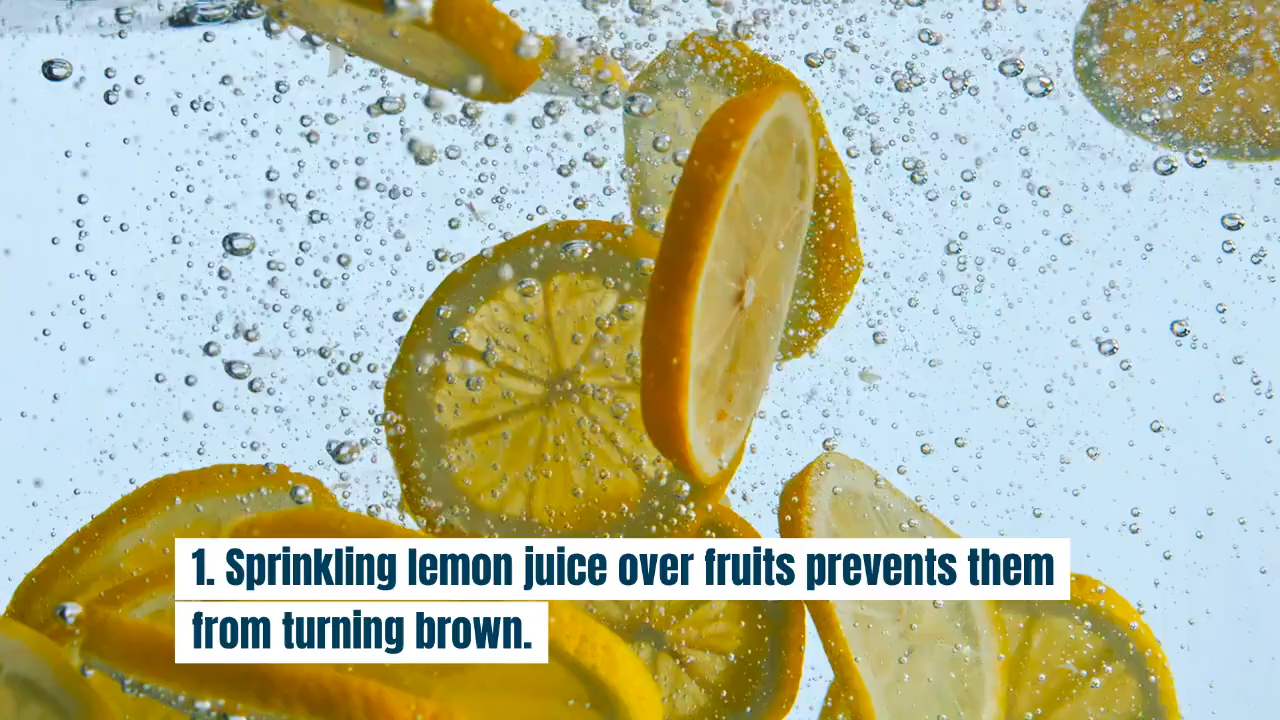 1. Sprinkling lemon juice over fruits prevents them
from turning brown.